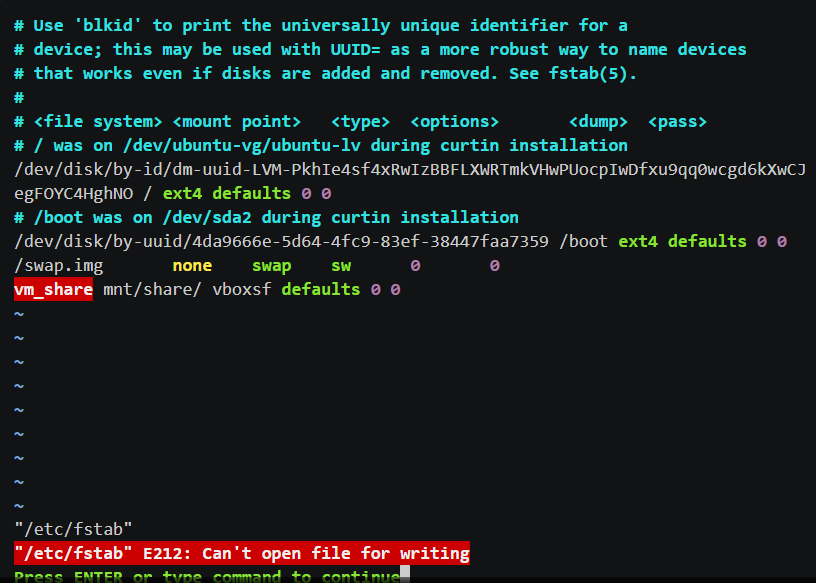 # Use 'blkid' to print the universally unique identifier for a
# device; this may be used with UUID= as a more robust way to name devices
# that works even if disks are added and removed. See fstab(5).
#
# <file system> <mount point>   <type>  <options>       <dump>  <pass>
# / was on /dev/ubuntu-vg/ubuntu-lv during curtin installation
/dev/disk/by-id/dm-uuid-LVM-PkhIe4sf4xRwIzBBFLXWRTmkVHwPUocpIwDfxu9qq0wcgd6kXwCJ
egFOYC4HghNO / ext4 defaults 0 0
# /boot was on /dev/sda2 during curtin installation
/dev/disk/by-uuid/4da9666e-5d64-4fc9-83ef-38447faa7359 /boot ext4 defaults 0 0
/swap.img       none    swap    sw      0       0
vm_share mnt/share/ vboxsf defaults 0 0
~
~
~
~
~
~
~
~
~
"/etc/fstab"
"/etc/fstab" E212: Can't open file for writing
Press ENTER or type command to continue